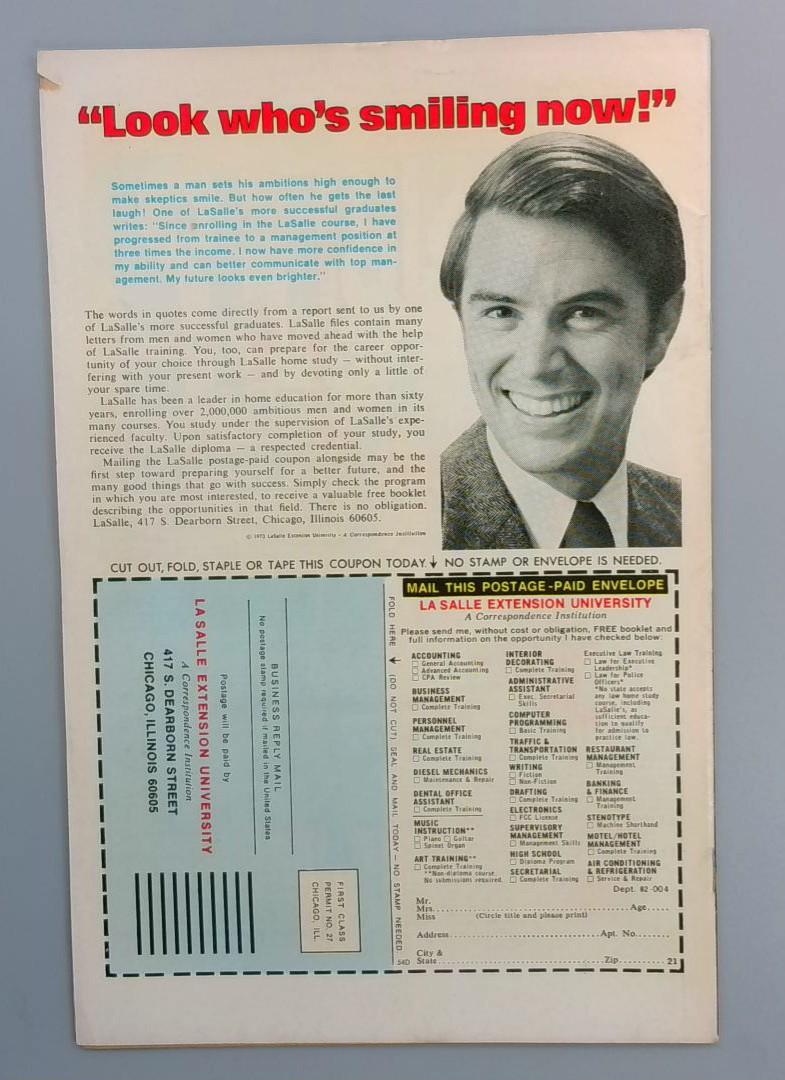 “Look who’s smiling now!”
Sometimes a man sets his ambitions high enough to
make skeptics smile. But how often he gets the last
laugh! One of LaSalle's more successful graduates
writes: "Since enrolling in the LaSalle course, I have
progressed from trainee to a management position at
three times the income. I now have more confidence in
my ability and can better communicate with top man-
agement. My future looks even brighter."
The words in quotes come directly from a report sent to us by one
of LaSalle's more successful graduates. LaSalle files contain many
letters from men and women who have moved ahead with the help
of LaSalle training. You, too, can prepare for the career oppor-
tunity of your choice through LaSalle home study — without inter-
fering with your present work — and by devoting only a little of
your spare time.
LaSalle has been a leader in home education for more than sixty
years, enrolling over 2,000,000 ambitious men and women in its
many courses. You study under the supervision of LaSalle's expe-
rienced faculty. Upon satisfactory completion of your study, you
receive the LaSalle diploma — a respected credential.
Mailing the LaSalle postage-paid coupon alongside may be the
first step toward preparing yourself for a better future, and the
many good things that go with success. Simply check the program
in which you are most interested, to receive a valuable free booklet
describing the opportunities in that field. There is no obligation.
LaSalle, 417 S. Dearborn Street, Chicago, Illinois 60605.
© 1973 LaSalle Extension University - A Correspondence Institution
CUT OUT, FOLD, STAPLE OR TAPE THIS COUPON TODAY. ↓ NO STAMP OR ENVELOPE IS NEEDED.
FIRST CLASS
PERMIT NO. 27
CHICAGO, ILL.
BUSINESS REPLY MAIL
No postage stamp required if mailed in the United States
Postage will be paid by
LA SALLE EXTENSION UNIVERSITY
A Correspondence Institution
417 S. DEARBORN STREET
CHICAGO, ILLINOIS 60605
FOLD HERE ↓ (DO NOT CUT) SEAL AND MAIL TODAY — NO STAMP NEEDED
MAIL THIS POSTAGE-PAID ENVELOPE
LA SALLE EXTENSION UNIVERSITY
A Correspondence Institution
Please send me, without cost or obligation, FREE booklet and
full information on the opportunity I have checked below:
ACCOUNTING
☐ General Accounting
☐ Advanced Accounting
☐ CPA Review
BUSINESS
MANAGEMENT
☐ Complete Training
PERSONNEL
MANAGEMENT
☐ Complete Training
REAL ESTATE
☐ Complete Training
DIESEL MECHANICS
☐ Maintenance & Repair
DENTAL OFFICE
ASSISTANT
☐ Complete Training
MUSIC
INSTRUCTION**
☐ Piano ☐ Guitar
☐ Spinet Organ
ART TRAINING**
☐ Complete Training
**Non-diploma course.
No submissions required.
INTERIOR
DECORATING
☐ Complete Training
ADMINISTRATIVE
ASSISTANT
☐ Exec. Secretarial
Skills
COMPUTER
PROGRAMMING
☐ Basic Training
TRAFFIC &
TRANSPORTATION
☐ Complete Training
WRITING
☐ Fiction
☐ Non-Fiction
DRAFTING
☐ Complete Training
ELECTRONICS
☐ FCC License
SUPERVISORY
MANAGEMENT
☐ Management Skills
HIGH SCHOOL
☐ Diploma Program
SECRETARIAL
☐ Complete Training
Executive Law Training
☐ Law for Executive
Leadership*
☐ Law for Police
Officers*
*No state accepts
any law home study
course, including
LaSalle's, as
sufficient educa-
tion to qualify
for admission to
practice law.
RESTAURANT
MANAGEMENT
☐ Management
Training
BANKING
& FINANCE
☐ Management
Training
STENOTYPE
☐ Machine Shorthand
MOTEL/HOTEL
MANAGEMENT
☐ Complete Training
AIR CONDITIONING
& REFRIGERATION
☐ Service & Repair
Dept. 82-004
Mr.
Mrs.
Miss (Circle title and please print) Age
Address Apt. No.
City &
State Zip 21
54D